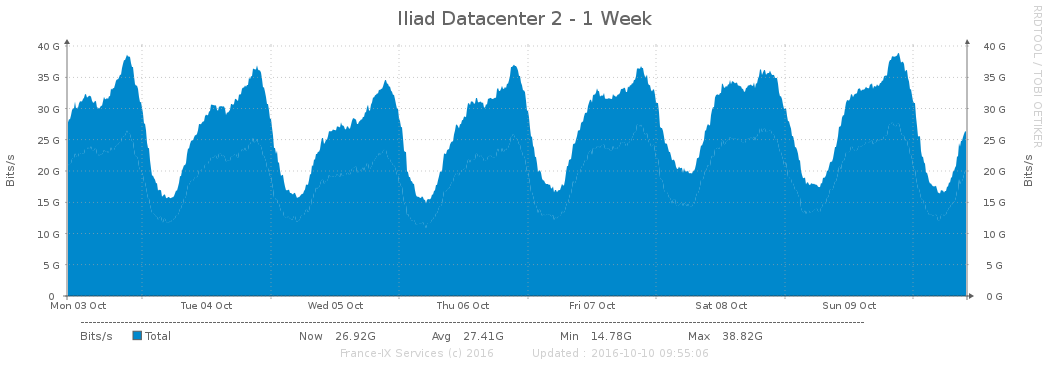 Iliad Datacenter 2 - 1 Week
RRDTOOL / TOBI OETIKER
Bits/s
40 G 40 G
35 G 35 G
30 G 30 G
25 G 25 G
20 G 20 G
15 G 15 G
10 G 10 G
5 G 5 G
0 0 G
Bits/s
Mon 03 Oct Tue 04 Oct Wed 05 Oct Thu 06 Oct Fri 07 Oct Sat 08 Oct Sun 09 Oct
Bits/s Total Now 26.92G Avg 27.41G Min 14.78G Max 38.82G
France-IX Services (c) 2016 Updated : 2016-10-10 09:55:06